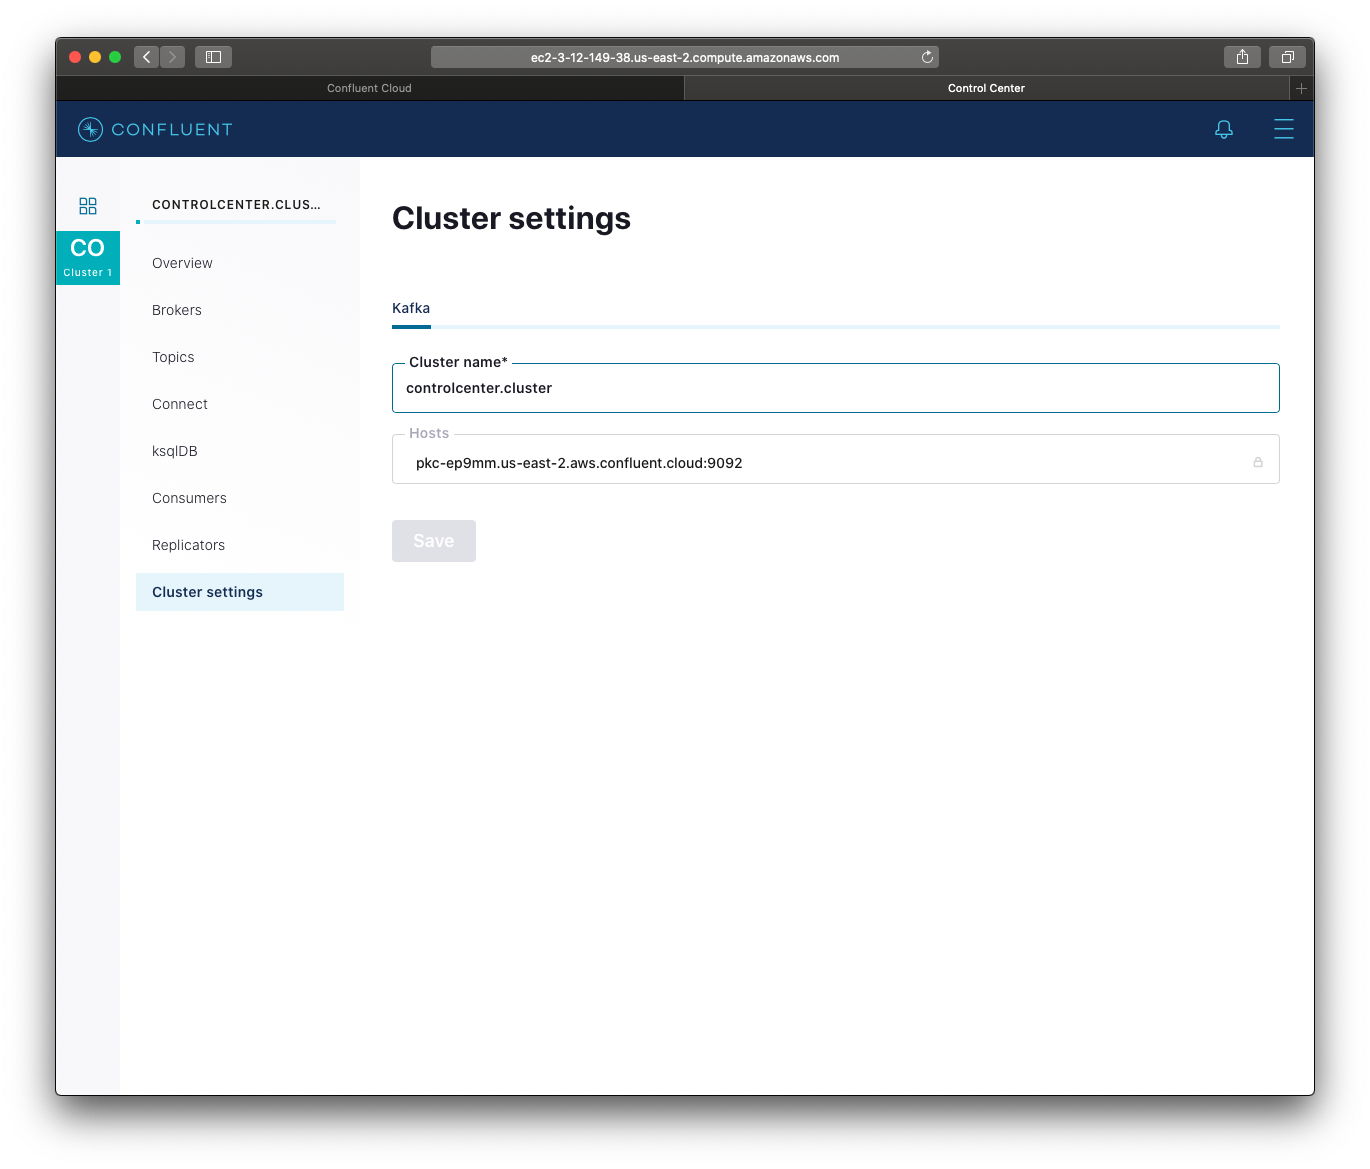 ec2-3-12-149-38.us-east-2.compute.amazonaws.com
Confluent Cloud
Control Center
CONFLUENT
CO
Cluster 1
CONTROLCENTER.CLUS...
Overview
Brokers
Topics
Connect
ksqlDB
Consumers
Replicators
Cluster settings
Cluster settings
Kafka
Cluster name*
controlcenter.cluster
Hosts
pkc-ep9mm.us-east-2.aws.confluent.cloud:9092
Save